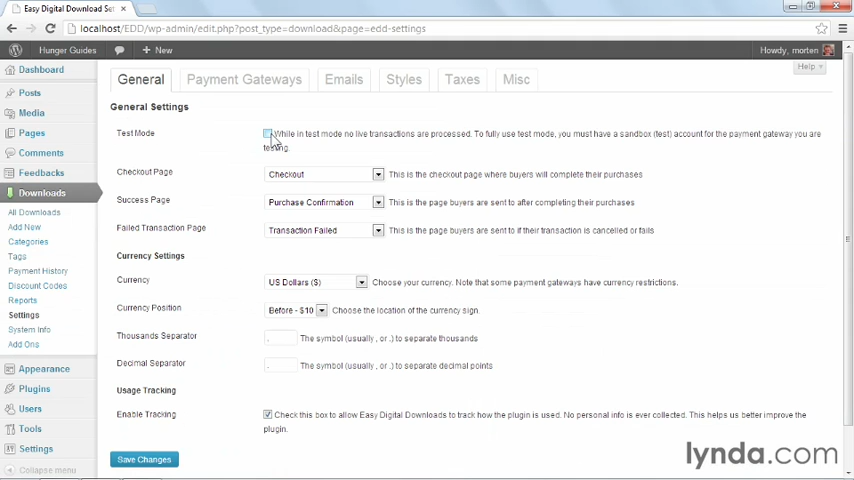 Easy Digital Download Set
localhost/EDD/wp-admin/edit.php?post_type=download&page=edd-settings
Hunger Guides
New
Howdy, morten
Help
Dashboard
Posts
Media
Pages
Comments
Feedbacks
Downloads
All Downloads
Add New
Categories
Tags
Payment History
Discount Codes
Reports
Settings
System Info
Add Ons
Appearance
Plugins
Users
Tools
Settings
Collapse menu
General
Payment Gateways
Emails
Styles
Taxes
Misc
General Settings
Test Mode
While in test mode no live transactions are processed. To fully use test mode, you must have a sandbox (test) account for the payment gateway you are
testing.
Checkout Page
Checkout
This is the checkout page where buyers will complete their purchases
Success Page
Purchase Confirmation
This is the page buyers are sent to after completing their purchases
Failed Transaction Page
Transaction Failed
This is the page buyers are sent to if their transaction is cancelled or fails
Currency Settings
Currency
US Dollars ($)
Choose your currency. Note that some payment gateways have currency restrictions.
Currency Position
Before - $10
Choose the location of the currency sign.
Thousands Separator
The symbol (usually , or .) to separate thousands
Decimal Separator
The symbol (usually , or .) to separate decimal points
Usage Tracking
Enable Tracking
Check this box to allow Easy Digital Downloads to track how the plugin is used. No personal info is ever collected. This helps us better improve the
plugin.
Save Changes
lynda.com